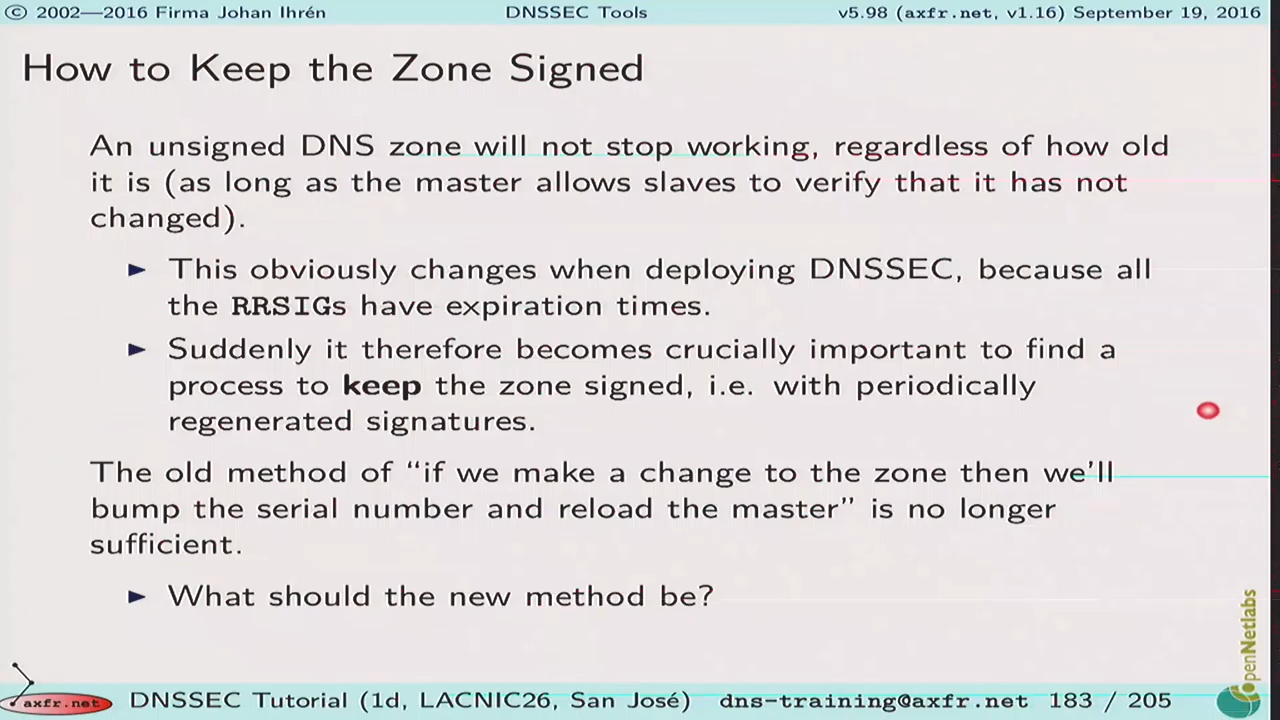 © 2002—2016 Firma Johan Ihrén DNSSEC Tools v5.98 (axfr.net, v1.16) September 19, 2016
How to Keep the Zone Signed
An unsigned DNS zone will not stop working, regardless of how old
it is (as long as the master allows slaves to verify that it has not
changed).
► This obviously changes when deploying DNSSEC, because all
the RRSIGs have expiration times.
► Suddenly it therefore becomes crucially important to find a
process to keep the zone signed, i.e. with periodically
regenerated signatures.
The old method of “if we make a change to the zone then we’ll
bump the serial number and reload the master” is no longer
sufficient.
► What should the new method be?
OpenNetlabs
axfr.net DNSSEC Tutorial (1d, LACNIC26, San José) dns-training@axfr.net 183 / 205